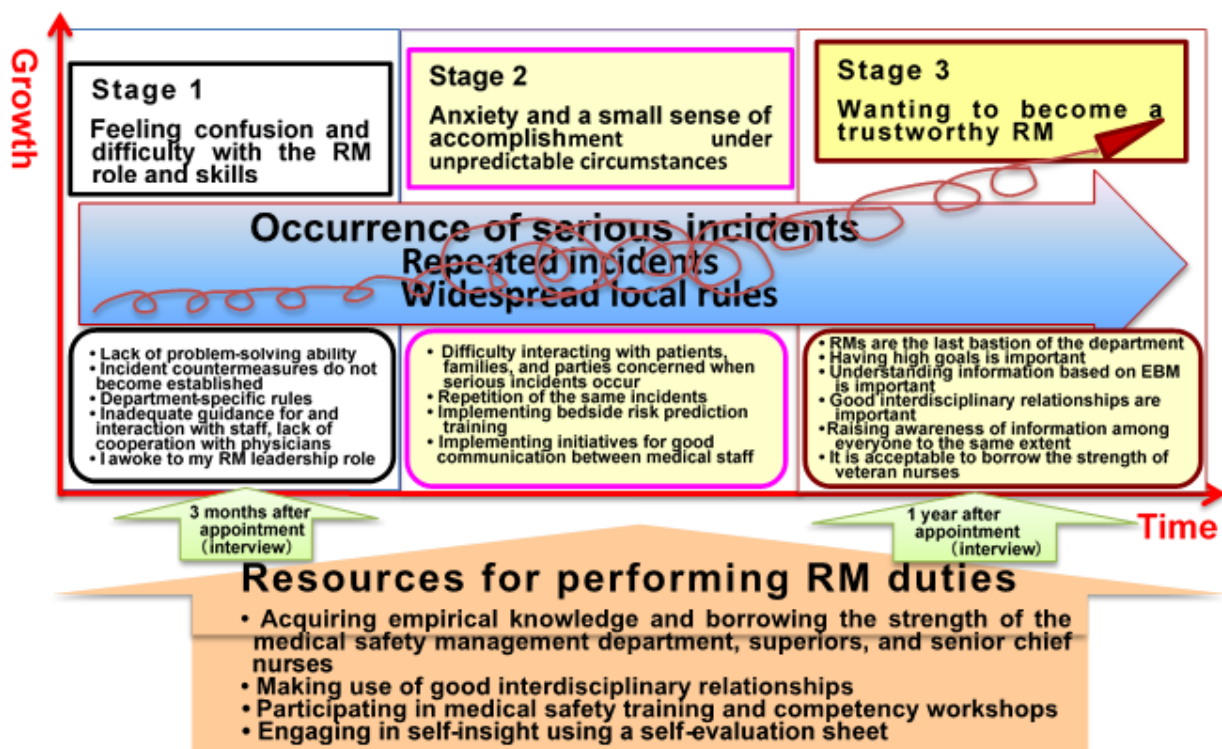 Growth
Stage 1
Feeling confusion and
difficulty with the RM
role and skills
Stage 2
Anxiety and a small sense of
accomplishment under
unpredictable circumstances
Stage 3
Wanting to become a
trustworthy RM
Occurrence of serious incidents
Repeated incidents
Widespread local rules
• Lack of problem-solving ability
• Incident countermeasures do not
become established
• Department-specific rules
• Inadequate guidance for and
interaction with staff, lack of
cooperation with physicians
• I awoke to my RM leadership role
• Difficulty interacting with patients,
families, and parties concerned when
serious incidents occur
• Repetition of the same incidents
• Implementing bedside risk prediction
training
• Implementing initiatives for good
communication between medical staff
• RMs are the last bastion of the department
• Having high goals is important
• Understanding information based on EBM
is important
• Good interdisciplinary relationships are
important
• Raising awareness of information among
everyone to the same extent
• It is acceptable to borrow the strength of
veteran nurses
3 months after
appointment
(interview)
1 year after
appointment
(interview)
Time
Resources for performing RM duties
• Acquiring empirical knowledge and borrowing the strength of the
medical safety management department, superiors, and senior chief
nurses
• Making use of good interdisciplinary relationships
• Participating in medical safety training and competency workshops
• Engaging in self-insight using a self-evaluation sheet